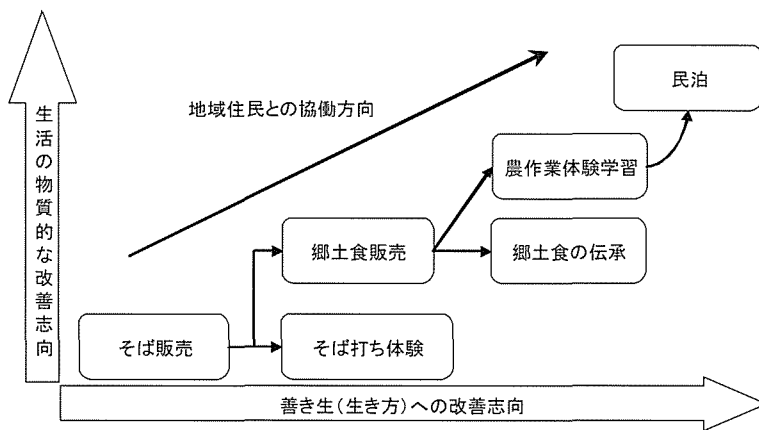 民泊
地域住民との協働方向
生活の物質的な改善志向
農作業体験学習
郷土食販売
郷土食の伝承
そば販売
そば打ち体験
善き生(生き方)への改善志向